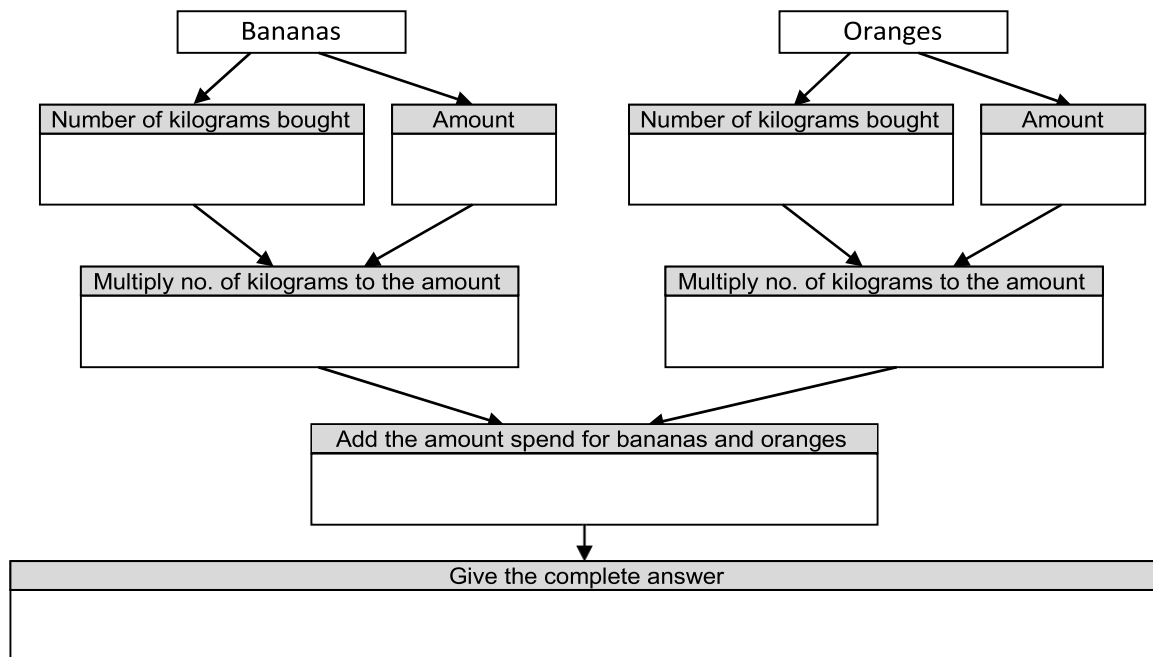 Bananas
Oranges
Number of kilograms bought
Amount
Number of kilograms bought
Amount
Multiply no. of kilograms to the amount
Multiply no. of kilograms to the amount
Add the amount spend for bananas and oranges
Give the complete answer